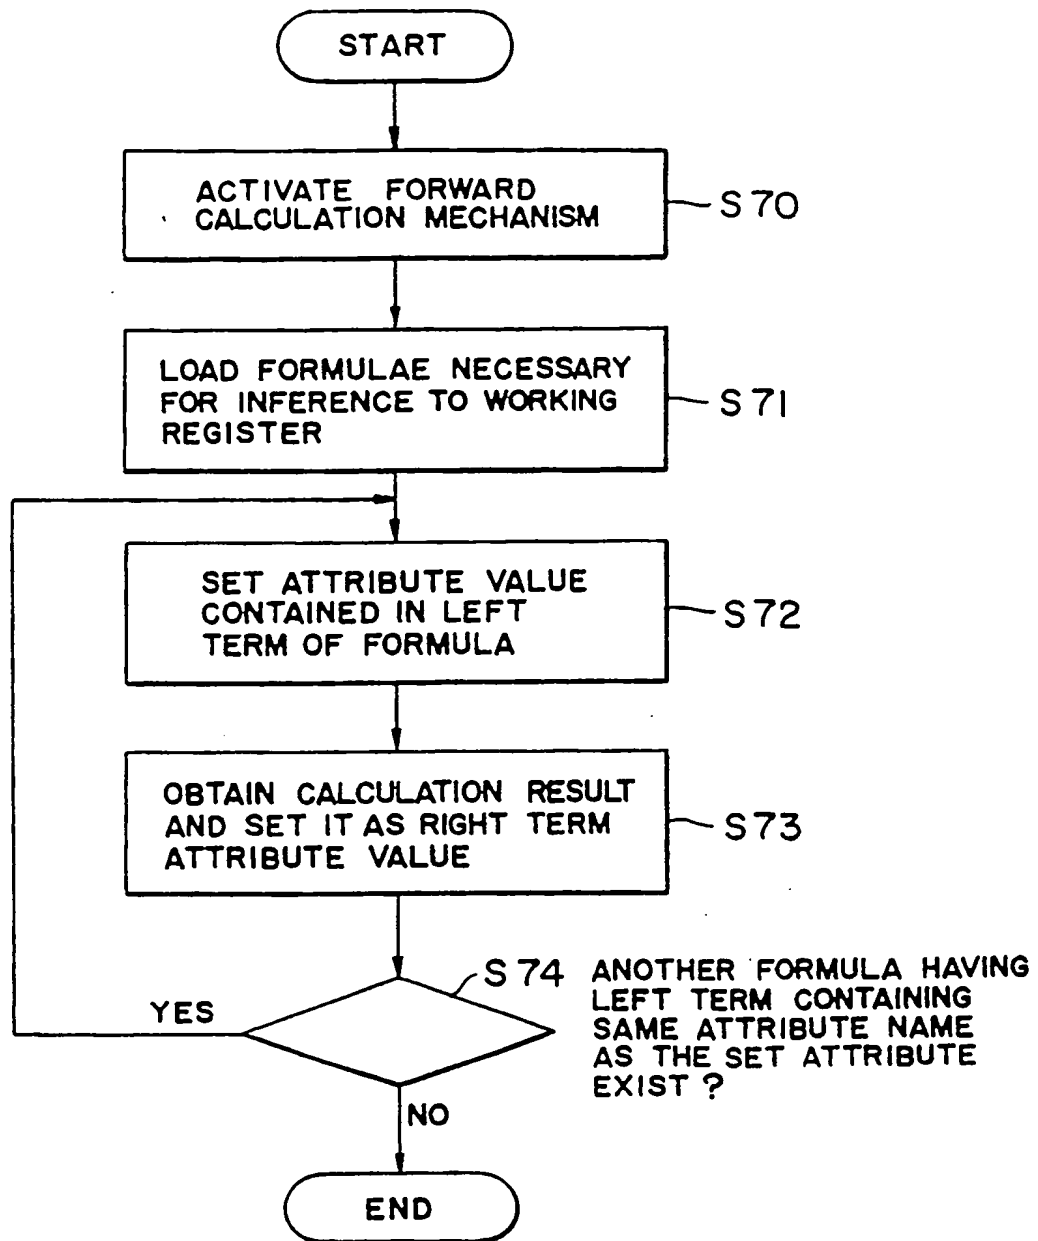 START
ACTIVATE FORWARD
CALCULATION MECHANISM
S70
LOAD FORMULAE NECESSARY
FOR INFERENCE TO WORKING
REGISTER
S71
SET ATTRIBUTE VALUE
CONTAINED IN LEFT
TERM OF FORMULA
S72
OBTAIN CALCULATION RESULT
AND SET IT AS RIGHT TERM
ATTRIBUTE VALUE
S73
S74
ANOTHER FORMULA HAVING
LEFT TERM CONTAINING
SAME ATTRIBUTE NAME
AS THE SET ATTRIBUTE
EXIST ?
YES
NO
END